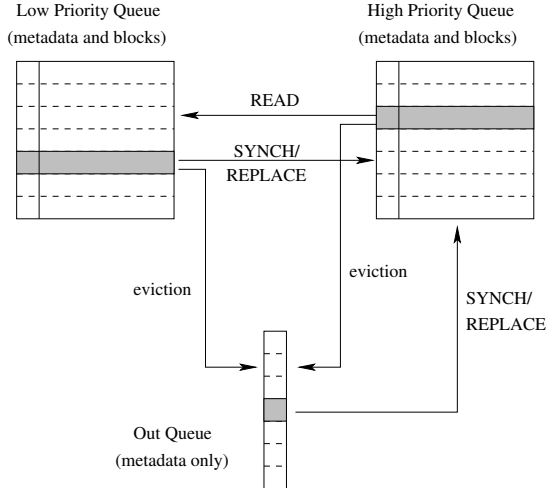 Low Priority Queue
(metadata and blocks)
High Priority Queue
(metadata and blocks)
READ
SYNCH/
REPLACE
eviction
eviction
SYNCH/
REPLACE
Out Queue
(metadata only)